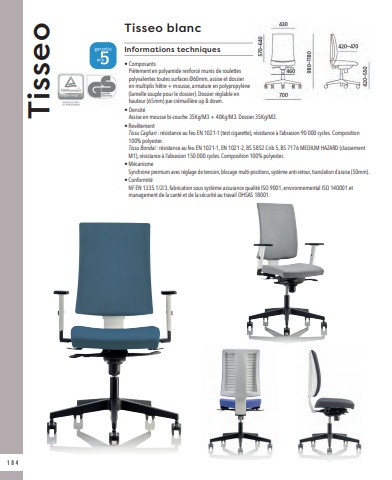 Tisseo
Tisseo blanc
garantie
5
Informations techniques
• Composants
Piètement en polyamide renforcé munis de roulettes
polyvalentes toutes surfaces Ø60mm, assise et dossier
en multiplis hêtre + mousse, armature en polypropylène
(lamelle souple pour le dossier). Dossier réglable en
hauteur (65mm) par crémaillère up & down.
• Densité
Assise en mousse bi-couche 35Kg/M3 + 40Kg/M3. Dossier 35Kg/M3.
• Revêtement
Tissu Cagliari : résistance au feu EN 1021-1 (test cigarette), résistance à l'abrasion 90 000 cycles. Composition
100% polyester.
Tissu Bondai : résistance au feu EN 1021-1, EN 1021-2, BS 5852 Crib 5, BS 7176 MEDIUM HAZARD (classement
M1), résistance à l'abrasion 150 000 cycles. Composition 100% polyester.
• Mécanisme
Synchrone premium avec réglage de tension, blocage multi-positions, système anti-retour, translation d'assise (50mm).
• Conformité
NF EN 1335.1/2/3, fabrication sous système assurance qualité ISO 9001, environnemental ISO 140001 et
management de la santé et de la sécurité au travail OHSAS 18001.
430
570-640
460
700
980-1180
420-470
420-550
184